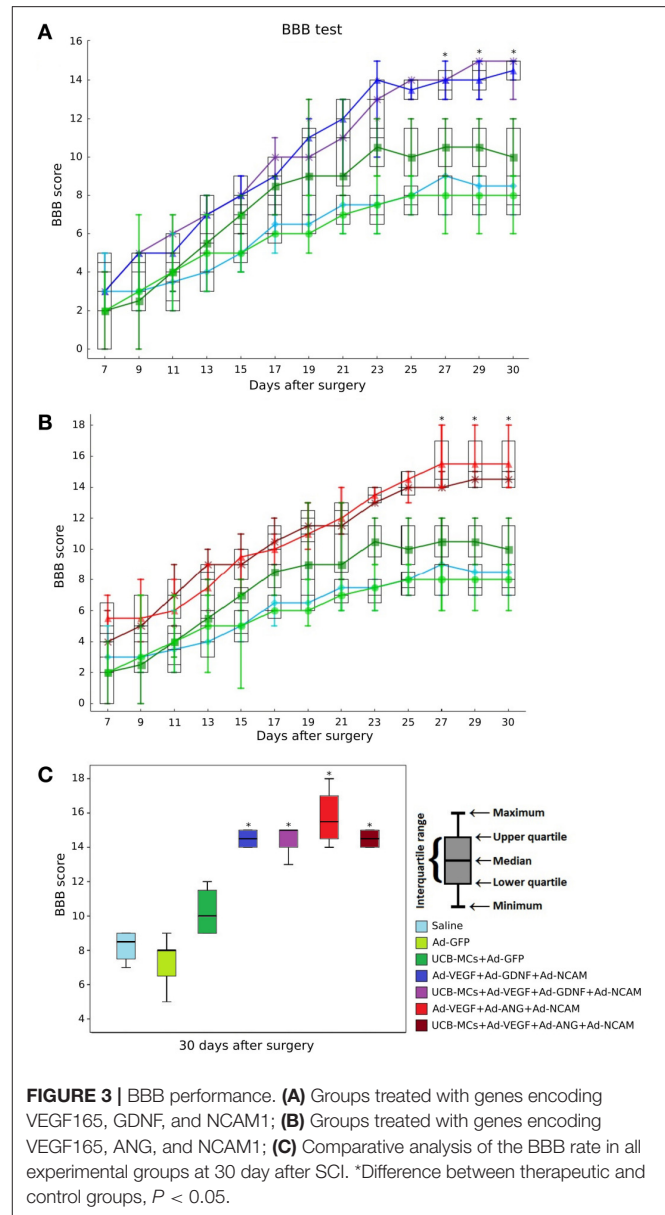 A
BBB test
16
14
12
10
8
6
4
2
0
BBB score
* * *
7 9 11 13 15 17 19 21 23 25 27 29 30
Days after surgery
B
18
16
14
12
10
8
6
4
2
0
BBB score
* * *
7 9 11 13 15 17 19 21 23 25 27 29 30
Days after surgery
C
18
16
14
12
10
8
6
4
BBB score
* * * *
30 days after surgery
Interquartile range
Maximum
Upper quartile
Median
Lower quartile
Minimum
Saline
Ad-GFP
UCB-MCs+Ad-GFP
Ad-VEGF+Ad-GDNF+Ad-NCAM
UCB-MCs+Ad-VEGF+Ad-GDNF+Ad-NCAM
Ad-VEGF+Ad-ANG+Ad-NCAM
UCB-MCs+Ad-VEGF+Ad-ANG+Ad-NCAM
FIGURE 3 | BBB performance. (A) Groups treated with genes encoding
VEGF165, GDNF, and NCAM1; (B) Groups treated with genes encoding
VEGF165, ANG, and NCAM1; (C) Comparative analysis of the BBB rate in all
experimental groups at 30 day after SCI. *Difference between therapeutic and
control groups, P < 0.05.